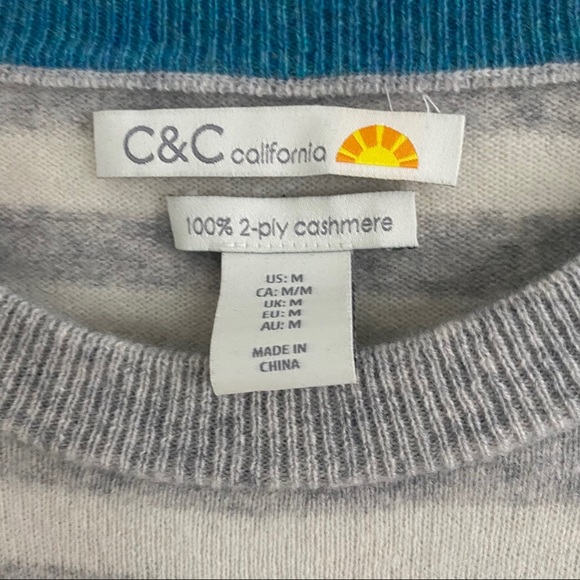 C&C california
100% 2-ply cashmere
US: M
CA: M/M
UK: M
EU: M
AU: M
MADE IN
CHINA